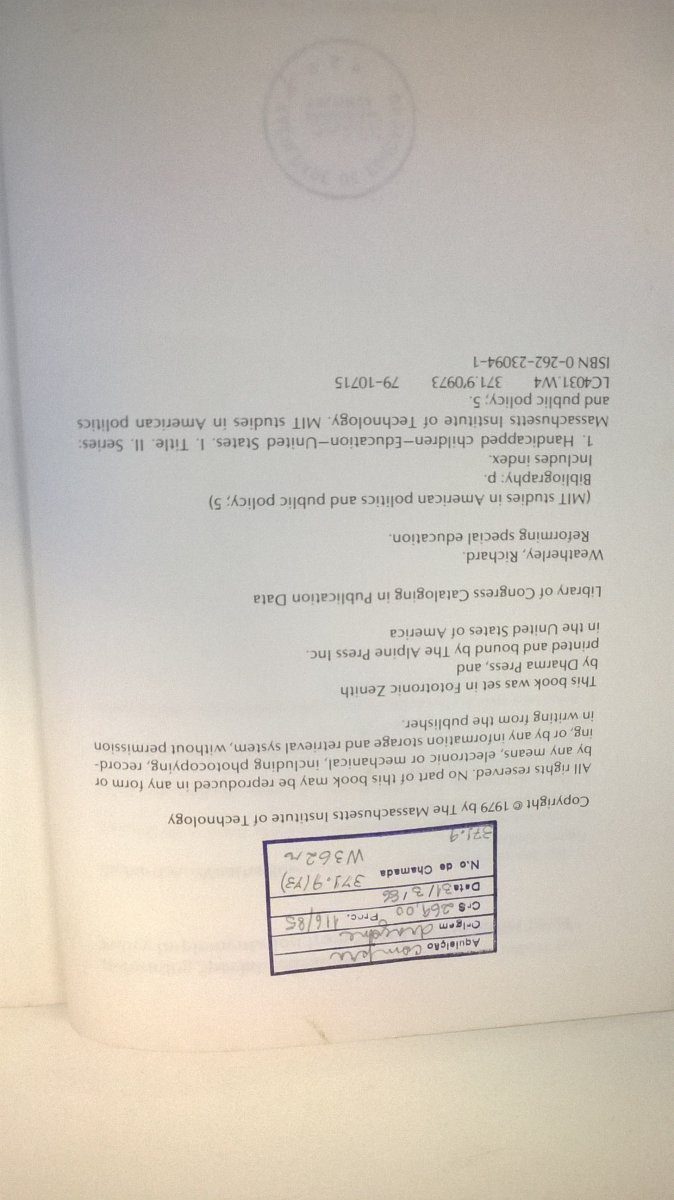 Aquisição Compra
Origem
Cr$ 269,00 Proc. 116/85
Data 31/3/86
N.o de Chamada 371.9(73)
W362r
371.9
Copyright © 1979 by The Massachusetts Institute of Technology
All rights reserved. No part of this book may be reproduced in any form or
by any means, electronic or mechanical, including photocopying, record-
ing, or by any information storage and retrieval system, without permission
in writing from the publisher.
This book was set in Fototronic Zenith
by Dharma Press, and
printed and bound by The Alpine Press Inc.
in the United States of America
Library of Congress Cataloging in Publication Data
Weatherley, Richard.
Reforming special education.
(MIT studies in American politics and public policy; 5)
Bibliography: p.
Includes index.
1. Handicapped children—Education—United States. I. Title. II. Series:
Massachusetts Institute of Technology. MIT studies in American politics
and public policy; 5.
LC4031.W4 371.9'0973 79-10715
ISBN 0-262-23094-1